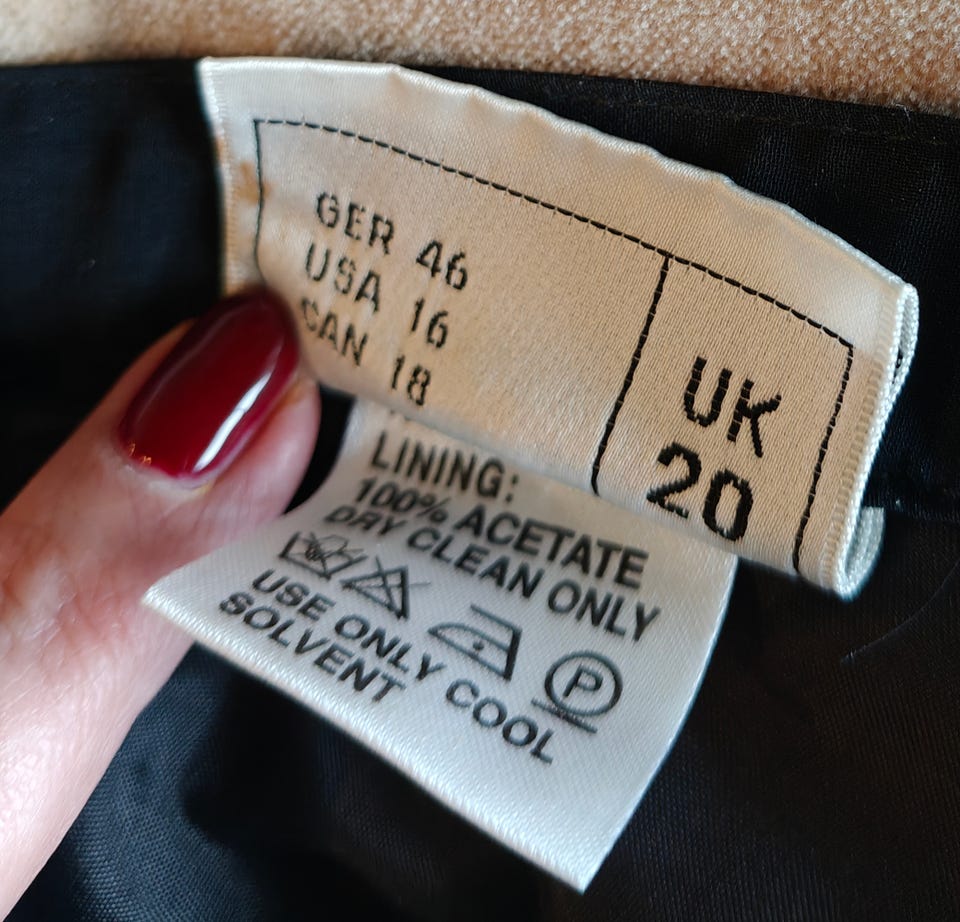 GER 46
USA 16
CAN 18
UK
20
LINING:
100% ACETATE
DRY CLEAN ONLY
P
USE ONLY COOL
SOLVENT